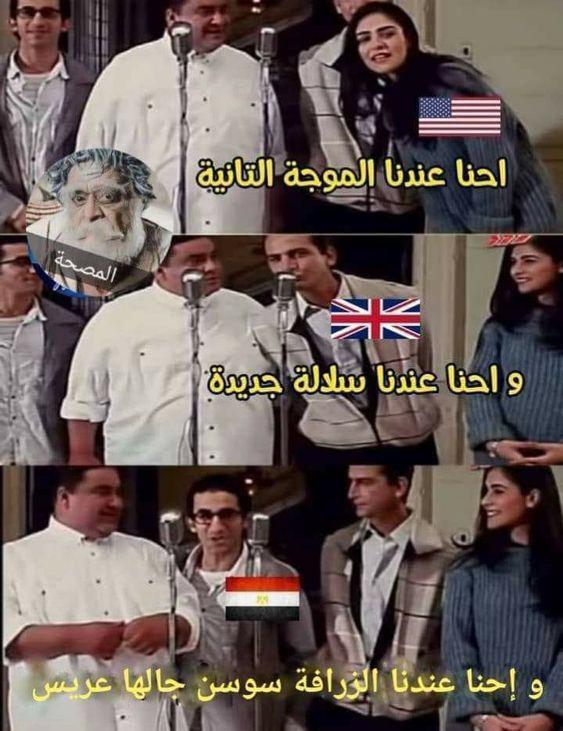 احنا عندنا الموجة التانية
المصحة
و احنا عندنا سلالة جديدة
و إحنا عندنا الزرافة سوسن جالها عريس